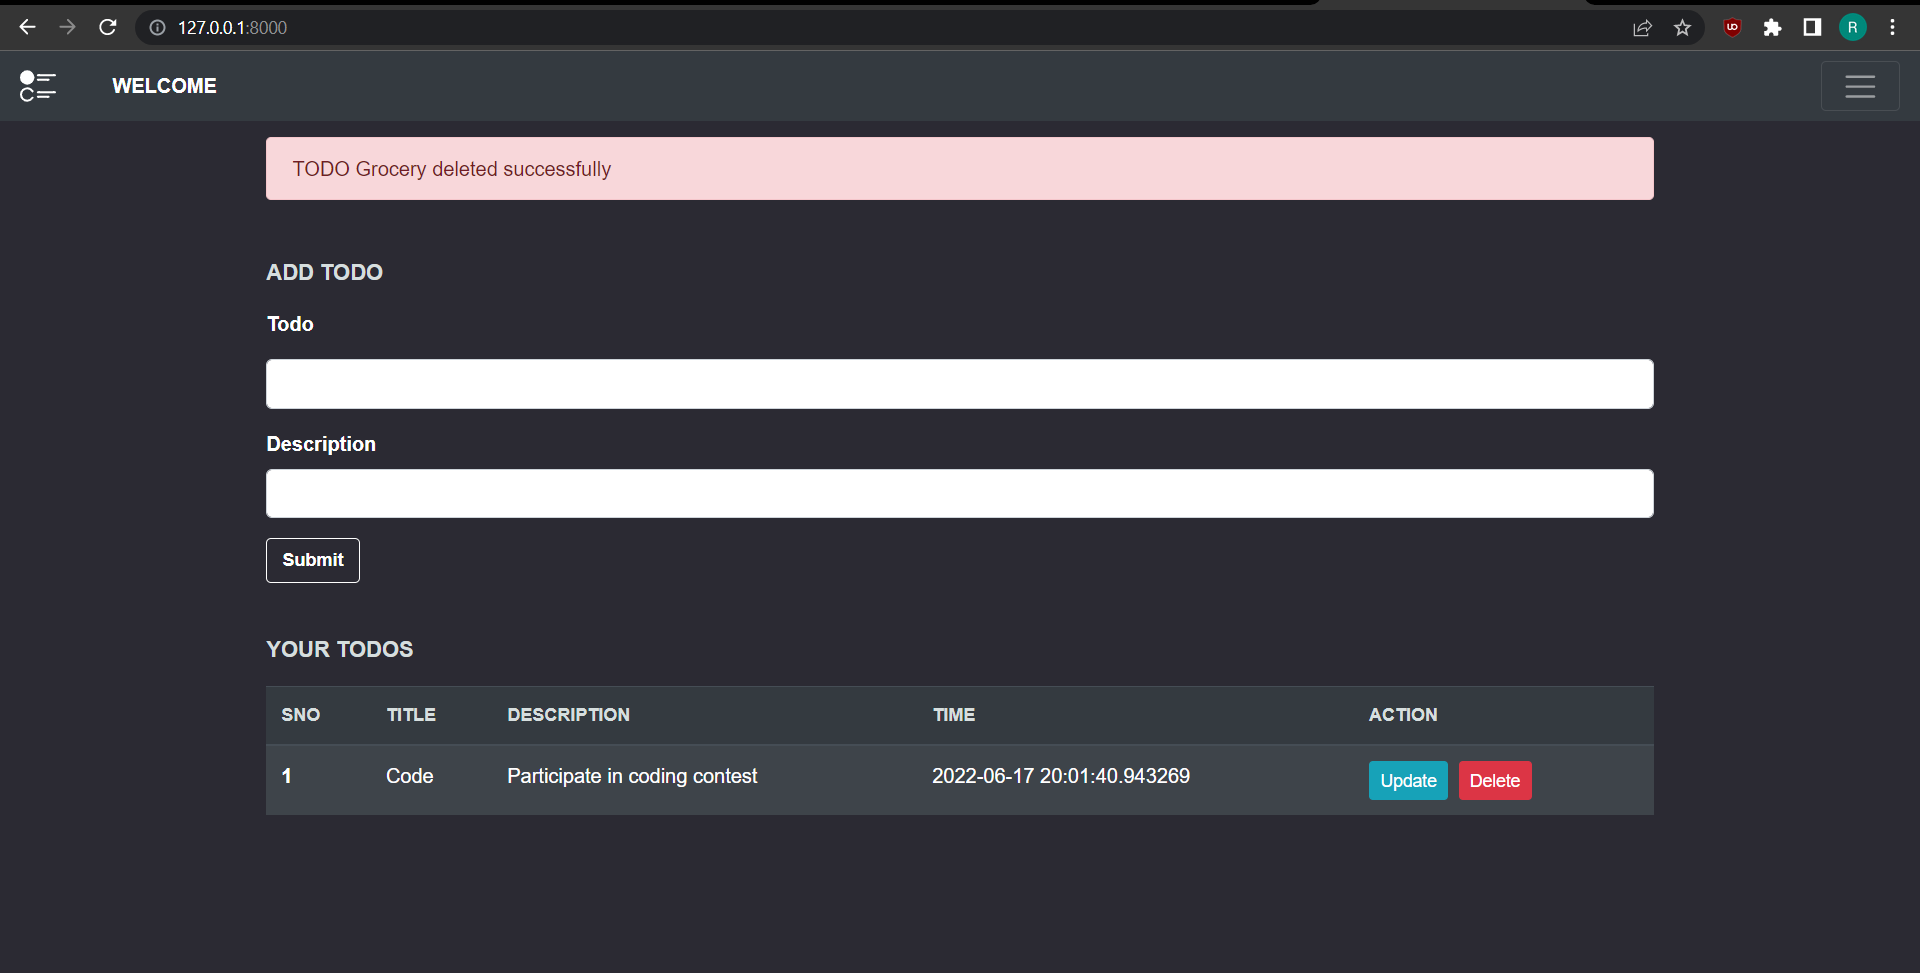 127.0.0.1:8000
R
WELCOME
TODO Grocery deleted successfully
ADD TODO
Todo
Description
Submit
YOUR TODOS
SNO TITLE DESCRIPTION TIME ACTION
1 Code Participate in coding contest 2022-06-17 20:01:40.943269 Update Delete